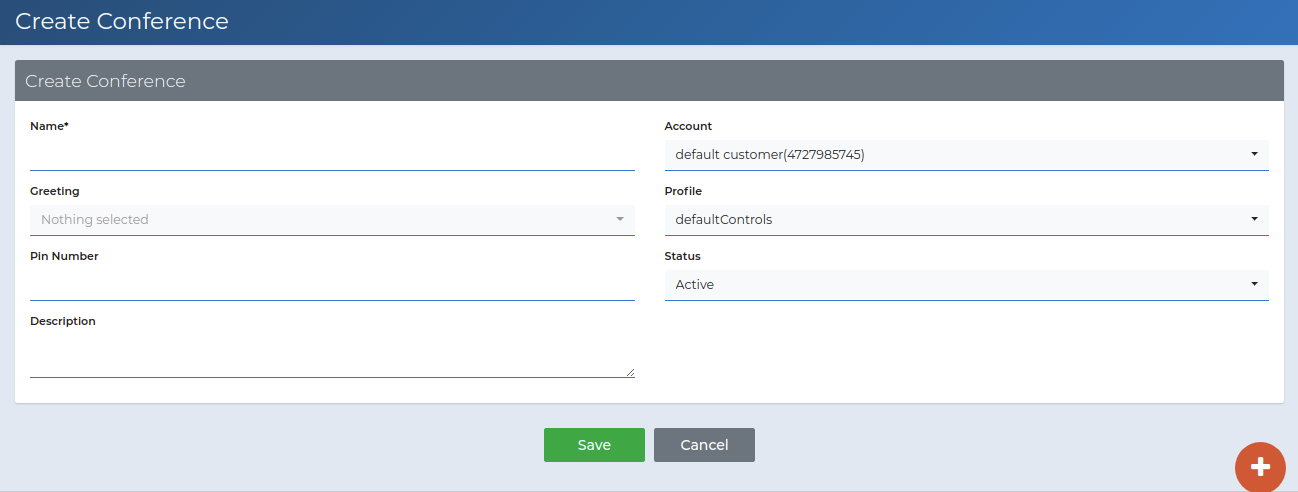 Create Conference
Create Conference
Name*
Account
default customer(4727985745)
Greeting
Nothing selected
Profile
defaultControls
Pin Number
Status
Active
Description
Save
Cancel